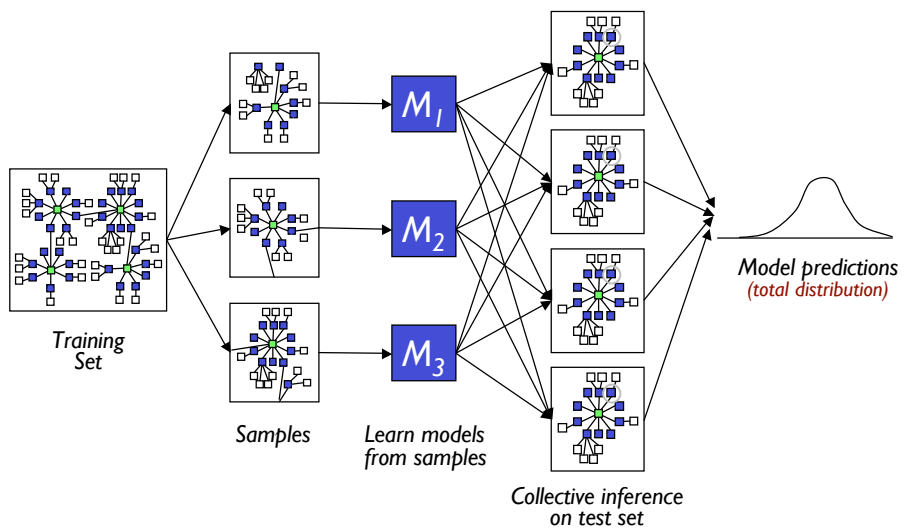 M1
M2
M3
Training
Set
Samples
Learn models
from samples
Collective inference
on test set
Model predictions
(total distribution)